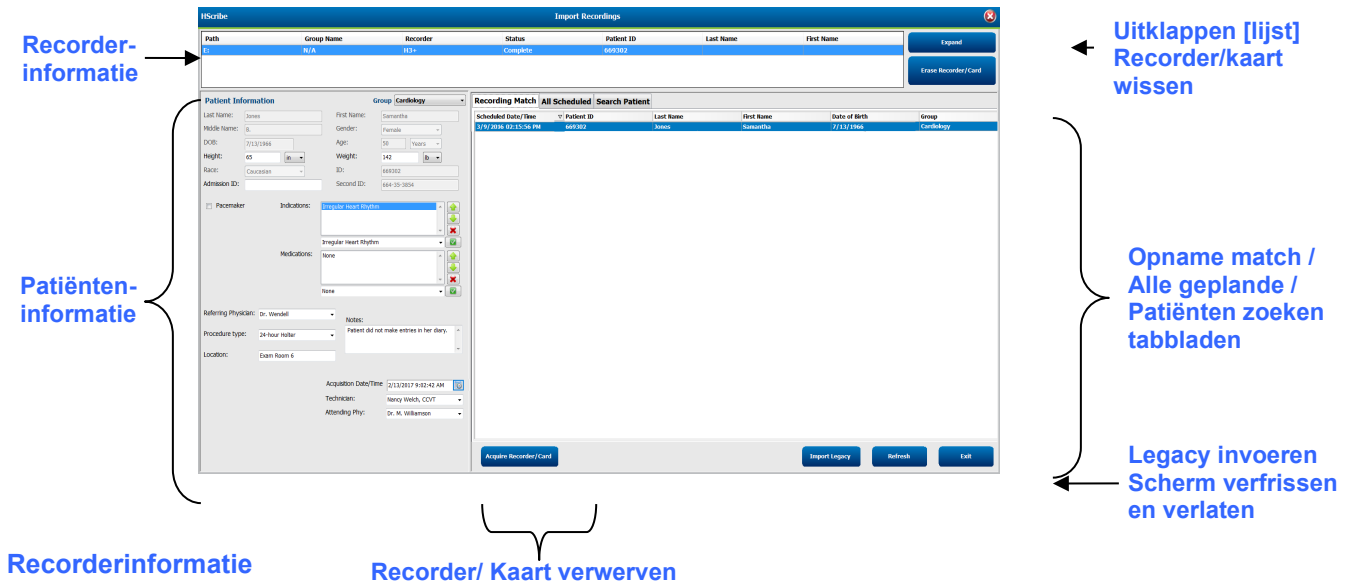 HScribe Import Recordings
Path Group Name Recorder Status Patient ID Last Name First Name
E: N/A H3+ Complete 669302
Expand
Erase Recorder/Card
Recorder-
informatie
Uitklappen [lijst]
Recorder/kaart
wissen
Patient Information Group Cardiology
Last Name: Jones First Name: Samantha
Middle Name: B. Gender: Female
DOB: 7/13/1966 Age: 50 Years
Height: 65 in Weight: 142 lb
Race: Caucasian ID: 669302
Admission ID: Second ID: 664-35-3854
Pacemaker Indications: Irregular Heart Rhythm
Irregular Heart Rhythm
Medications: None
None
Referring Physician: Dr. Wendell Notes:
Procedure type: 24-hour Holter Patient did not make entries in her diary.
Location: Exam Room 6
Acquisition Date/Time 2/13/2017 9:02:42 AM
Technician: Nancy Welch, CCVT
Attending Phy: Dr. M. Williamson
Patiënten-
informatie
Recording Match All Scheduled Search Patient
Scheduled Date/Time Patient ID Last Name First Name Date of Birth Group
3/9/2016 02:15:56 PM 669302 Jones Samantha 7/13/1966 Cardiology
Acquire Recorder/Card Import Legacy Refresh Exit
Opname match /
Alle geplande /
Patiënten zoeken
tabbladen
Legacy invoeren
Scherm verfrissen
en verlaten
Recorderinformatie
Recorder/ Kaart verwerven